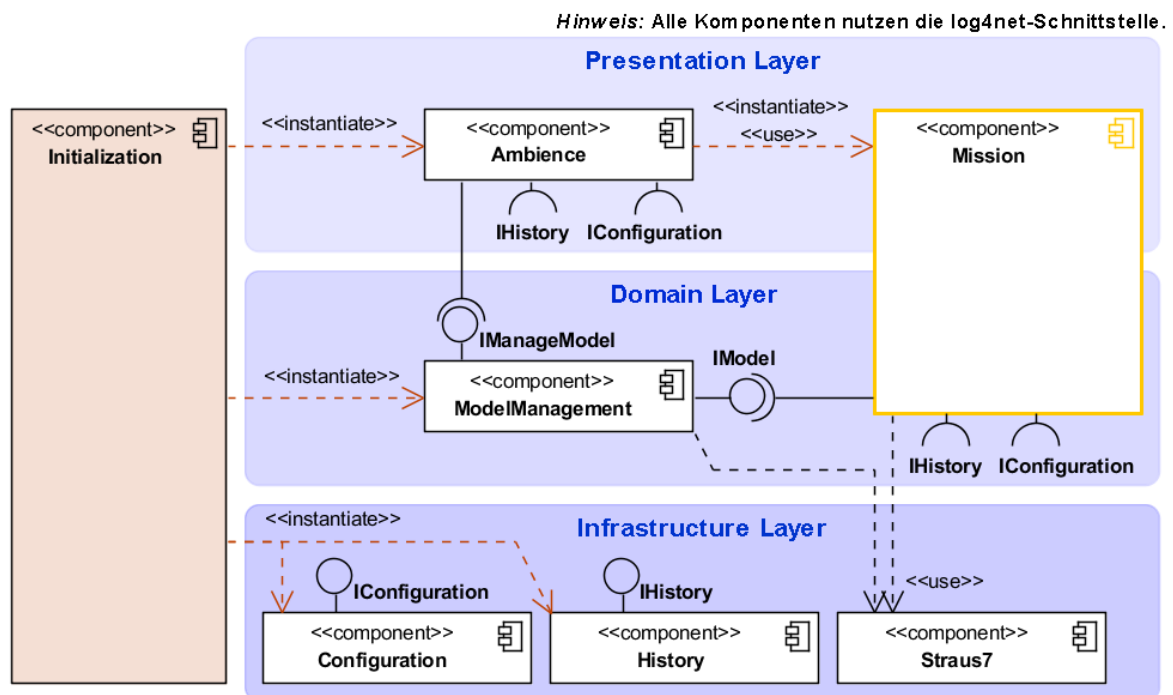 Hinweis: Alle Komponenten nutzen die log4net-Schnittstelle.
Presentation Layer
<<component>>
Initialization
<<instantiate>>
<<component>>
Ambience
<<instantiate>>
<<use>>
<<component>>
Mission
IHistory
IConfiguration
Domain Layer
IManageModel
<<instantiate>>
<<component>>
ModelManagement
IModel
IHistory
IConfiguration
Infrastructure Layer
<<instantiate>>
IConfiguration
IHistory
<<use>>
<<component>>
Configuration
<<component>>
History
<<component>>
Straus7